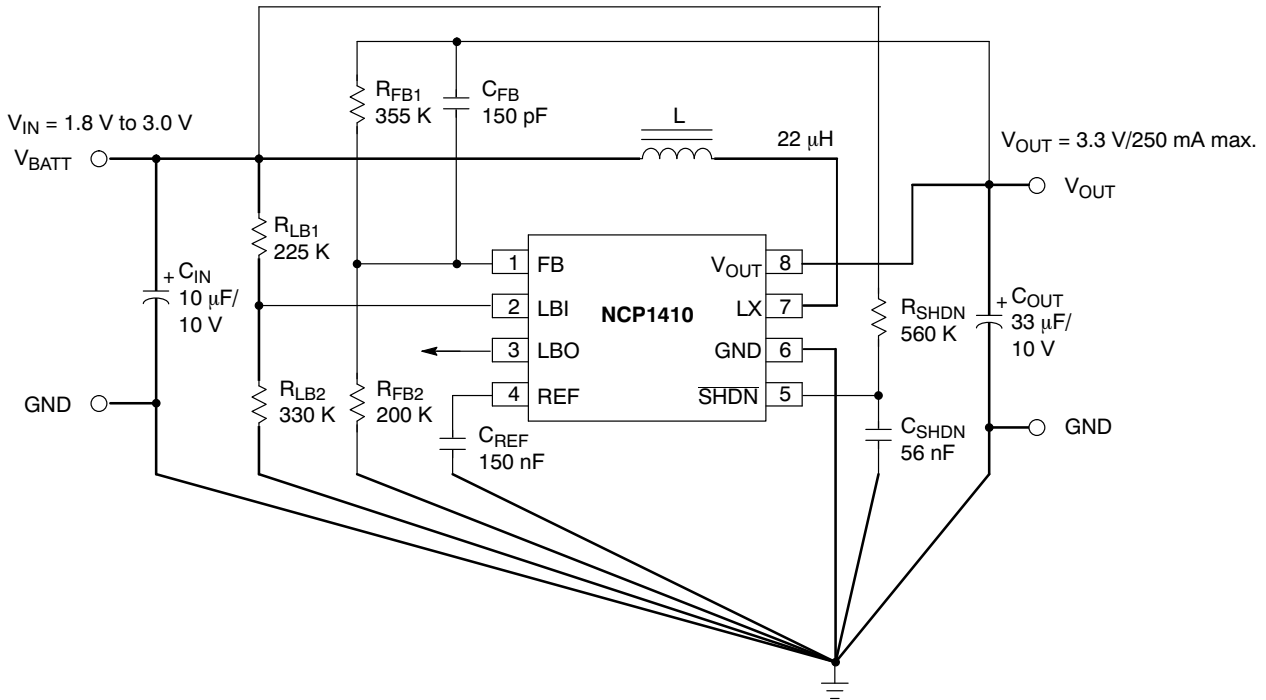 R_FB1
355 K
C_FB
150 pF
V_IN = 1.8 V to 3.0 V
V_BATT
L
22 μH
V_OUT = 3.3 V/250 mA max.
V_OUT
R_LB1
225 K
+ C_IN
10 μF/
10 V
1 FB
2 LBI
3 LBO
4 REF
NCP1410
V_OUT 8
LX 7
GND 6
SHDN 5
R_SHDN
560 K
+ C_OUT
33 μF/
10 V
GND
R_LB2
330 K
R_FB2
200 K
C_REF
150 nF
C_SHDN
56 nF
GND